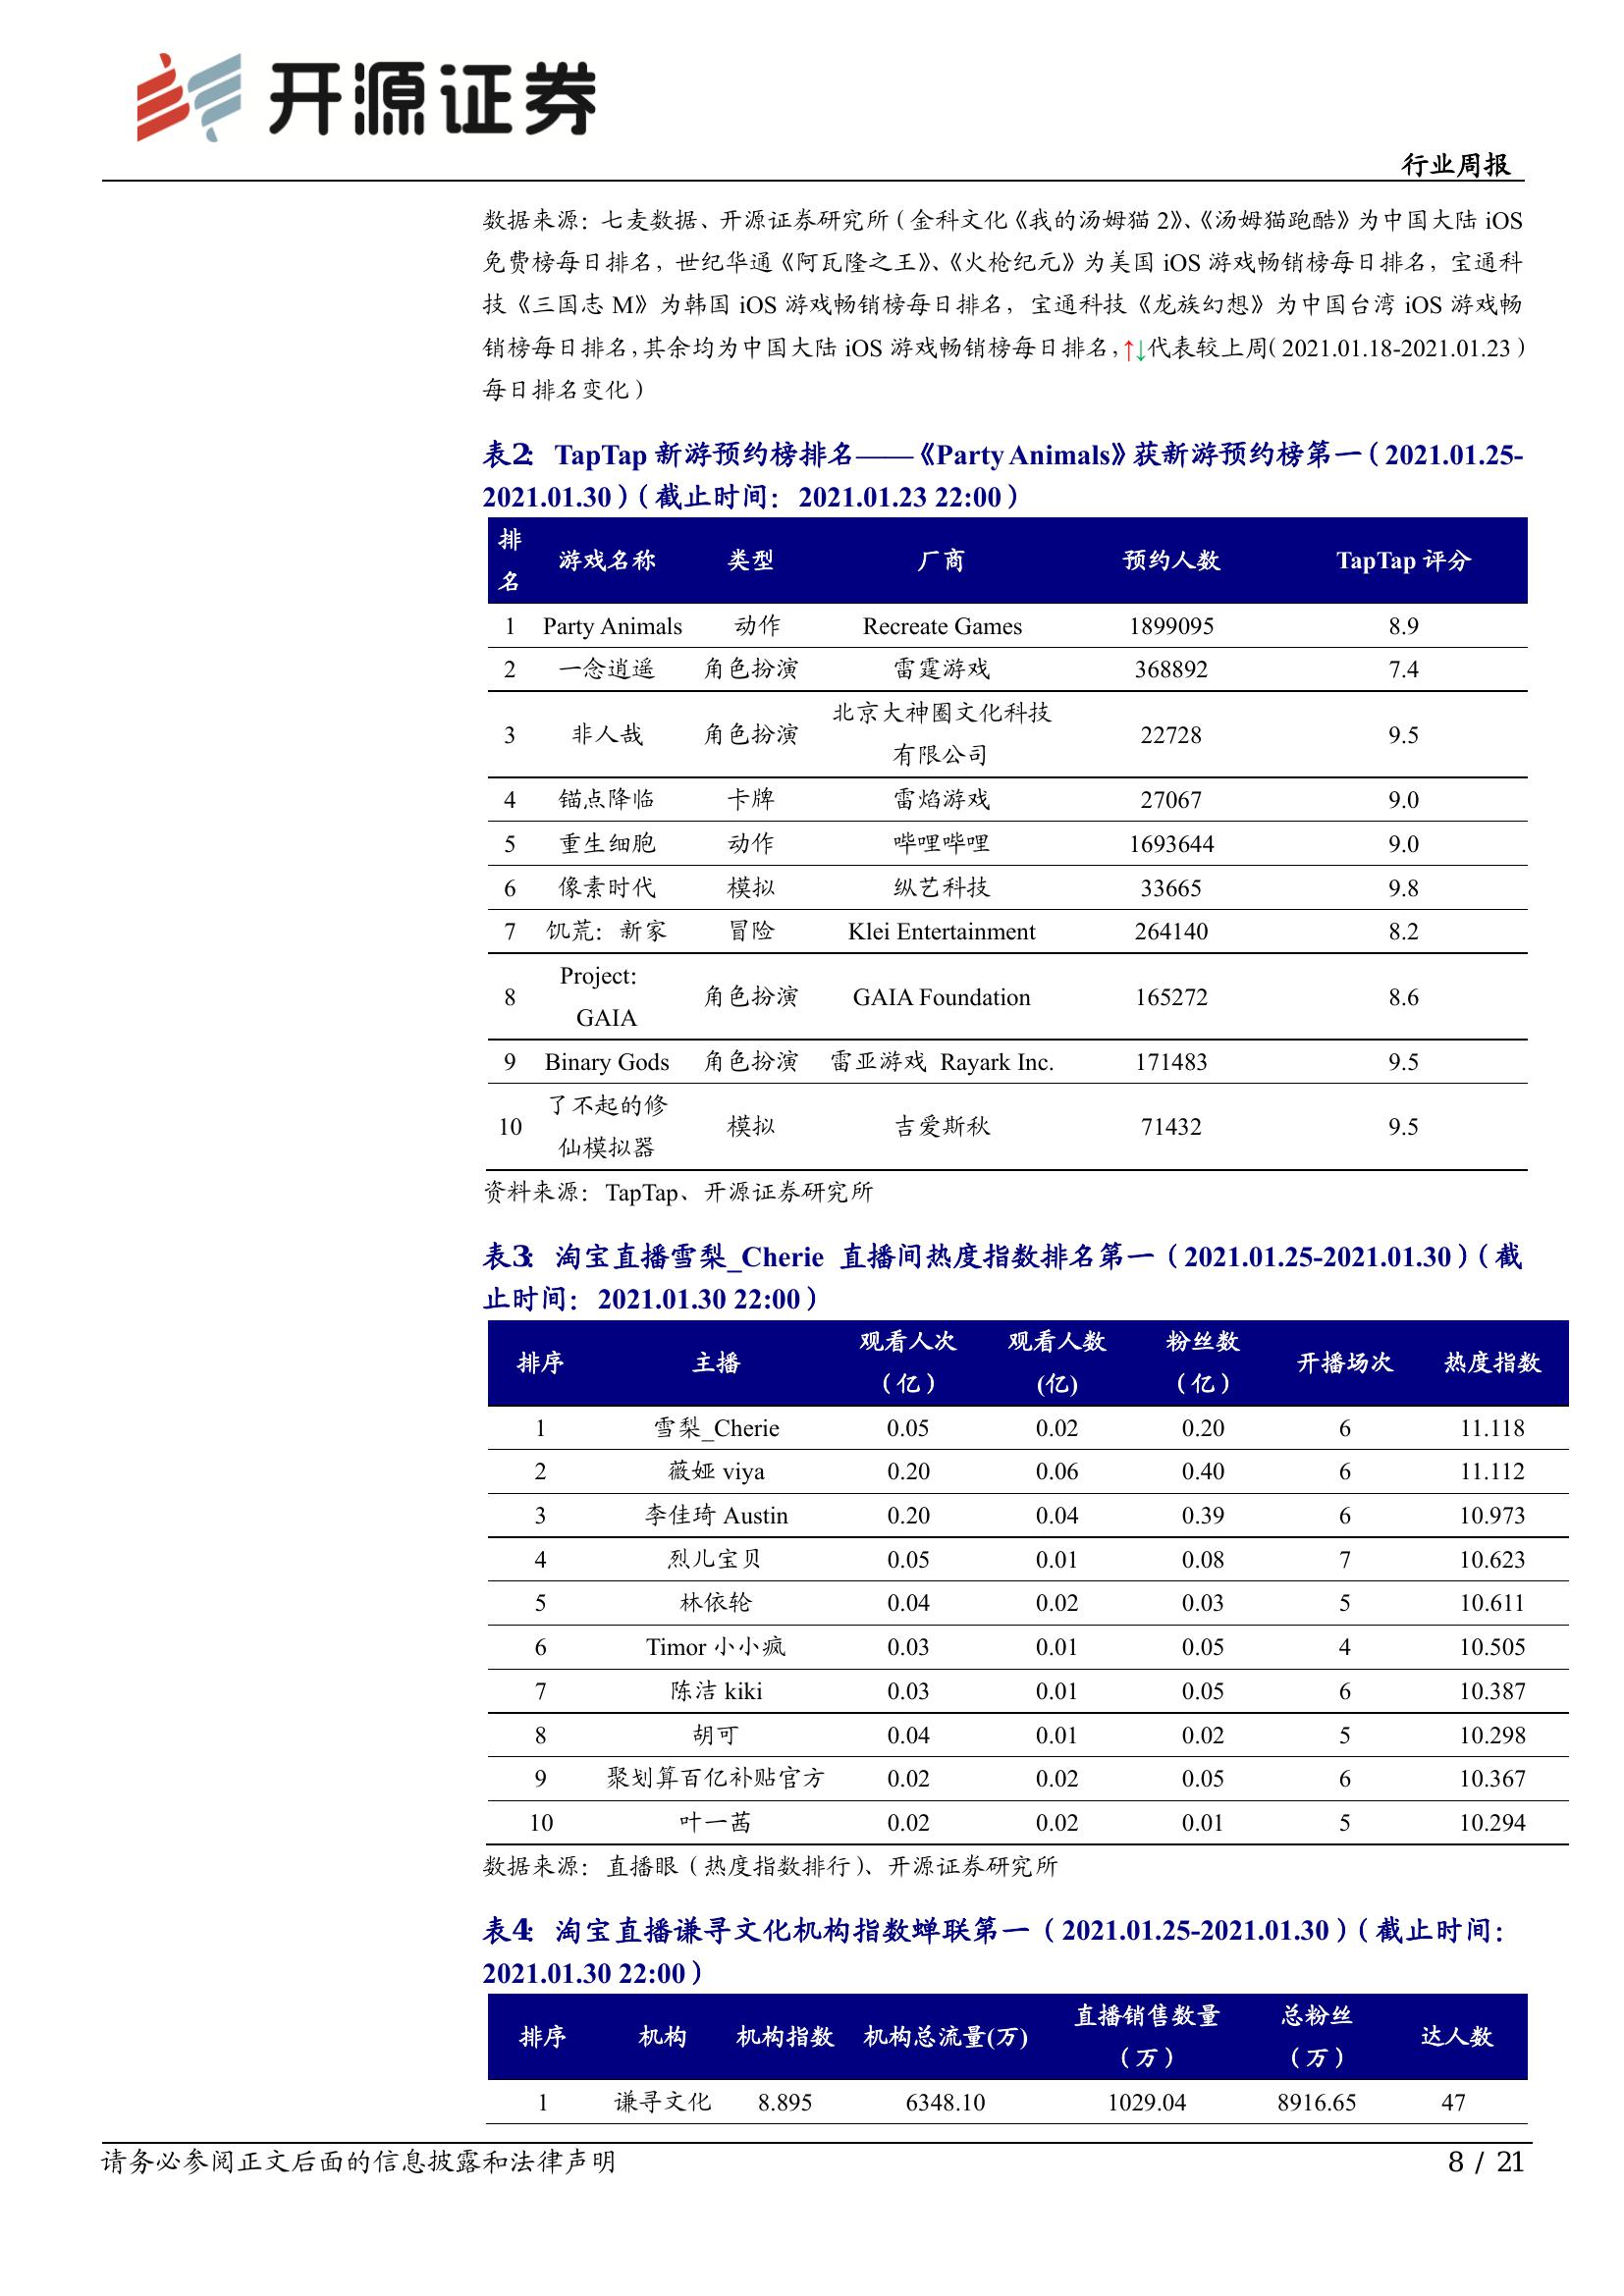 开源证券
行业周报
数据来源：七麦数据、开源证券研究所（金科文化《我的汤姆猫 2》、《汤姆猫跑酷》为中国大陆 iOS
免费榜每日排名，世纪华通《阿瓦隆之王》、《火枪纪元》为美国 iOS 游戏畅销榜每日排名，宝通科
技《三国志 M》为韩国 iOS 游戏畅销榜每日排名，宝通科技《龙族幻想》为中国台湾 iOS 游戏畅
销榜每日排名，其余均为中国大陆 iOS 游戏畅销榜每日排名，↑↓代表较上周（2021.01.18-2021.01.23）
每日排名变化）
表2： TapTap 新游预约榜排名——《Party Animals》获新游预约榜第一（2021.01.25-
2021.01.30）（截止时间：2021.01.23 22:00）
排名 游戏名称 类型 厂商 预约人数 TapTap 评分
1 Party Animals 动作 Recreate Games 1899095 8.9
2 一念逍遥 角色扮演 雷霆游戏 368892 7.4
3 非人哉 角色扮演 北京大神圈文化科技有限公司 22728 9.5
4 锚点降临 卡牌 雷焰游戏 27067 9.0
5 重生细胞 动作 哔哩哔哩 1693644 9.0
6 像素时代 模拟 纵艺科技 33665 9.8
7 饥荒：新家 冒险 Klei Entertainment 264140 8.2
8 Project: GAIA 角色扮演 GAIA Foundation 165272 8.6
9 Binary Gods 角色扮演 雷亚游戏 Rayark Inc. 171483 9.5
10 了不起的修仙模拟器 模拟 吉爱斯秋 71432 9.5
资料来源：TapTap、开源证券研究所
表3： 淘宝直播雪梨_Cherie 直播间热度指数排名第一（2021.01.25-2021.01.30）（截
止时间：2021.01.30 22:00）
排序 主播 观看人次（亿） 观看人数(亿) 粉丝数（亿） 开播场次 热度指数
1 雪梨_Cherie 0.05 0.02 0.20 6 11.118
2 薇娅 viya 0.20 0.06 0.40 6 11.112
3 李佳琦 Austin 0.20 0.04 0.39 6 10.973
4 烈儿宝贝 0.05 0.01 0.08 7 10.623
5 林依轮 0.04 0.02 0.03 5 10.611
6 Timor 小小疯 0.03 0.01 0.05 4 10.505
7 陈洁 kiki 0.03 0.01 0.05 6 10.387
8 胡可 0.04 0.01 0.02 5 10.298
9 聚划算百亿补贴官方 0.02 0.02 0.05 6 10.367
10 叶一茜 0.02 0.02 0.01 5 10.294
数据来源：直播眼（热度指数排行）、开源证券研究所
表4： 淘宝直播谦寻文化机构指数蝉联第一（2021.01.25-2021.01.30）（截止时间：
2021.01.30 22:00）
排序 机构 机构指数 机构总流量(万) 直播销售数量（万） 总粉丝（万） 达人数
1 谦寻文化 8.895 6348.10 1029.04 8916.65 47
请务必参阅正文后面的信息披露和法律声明
8 / 21